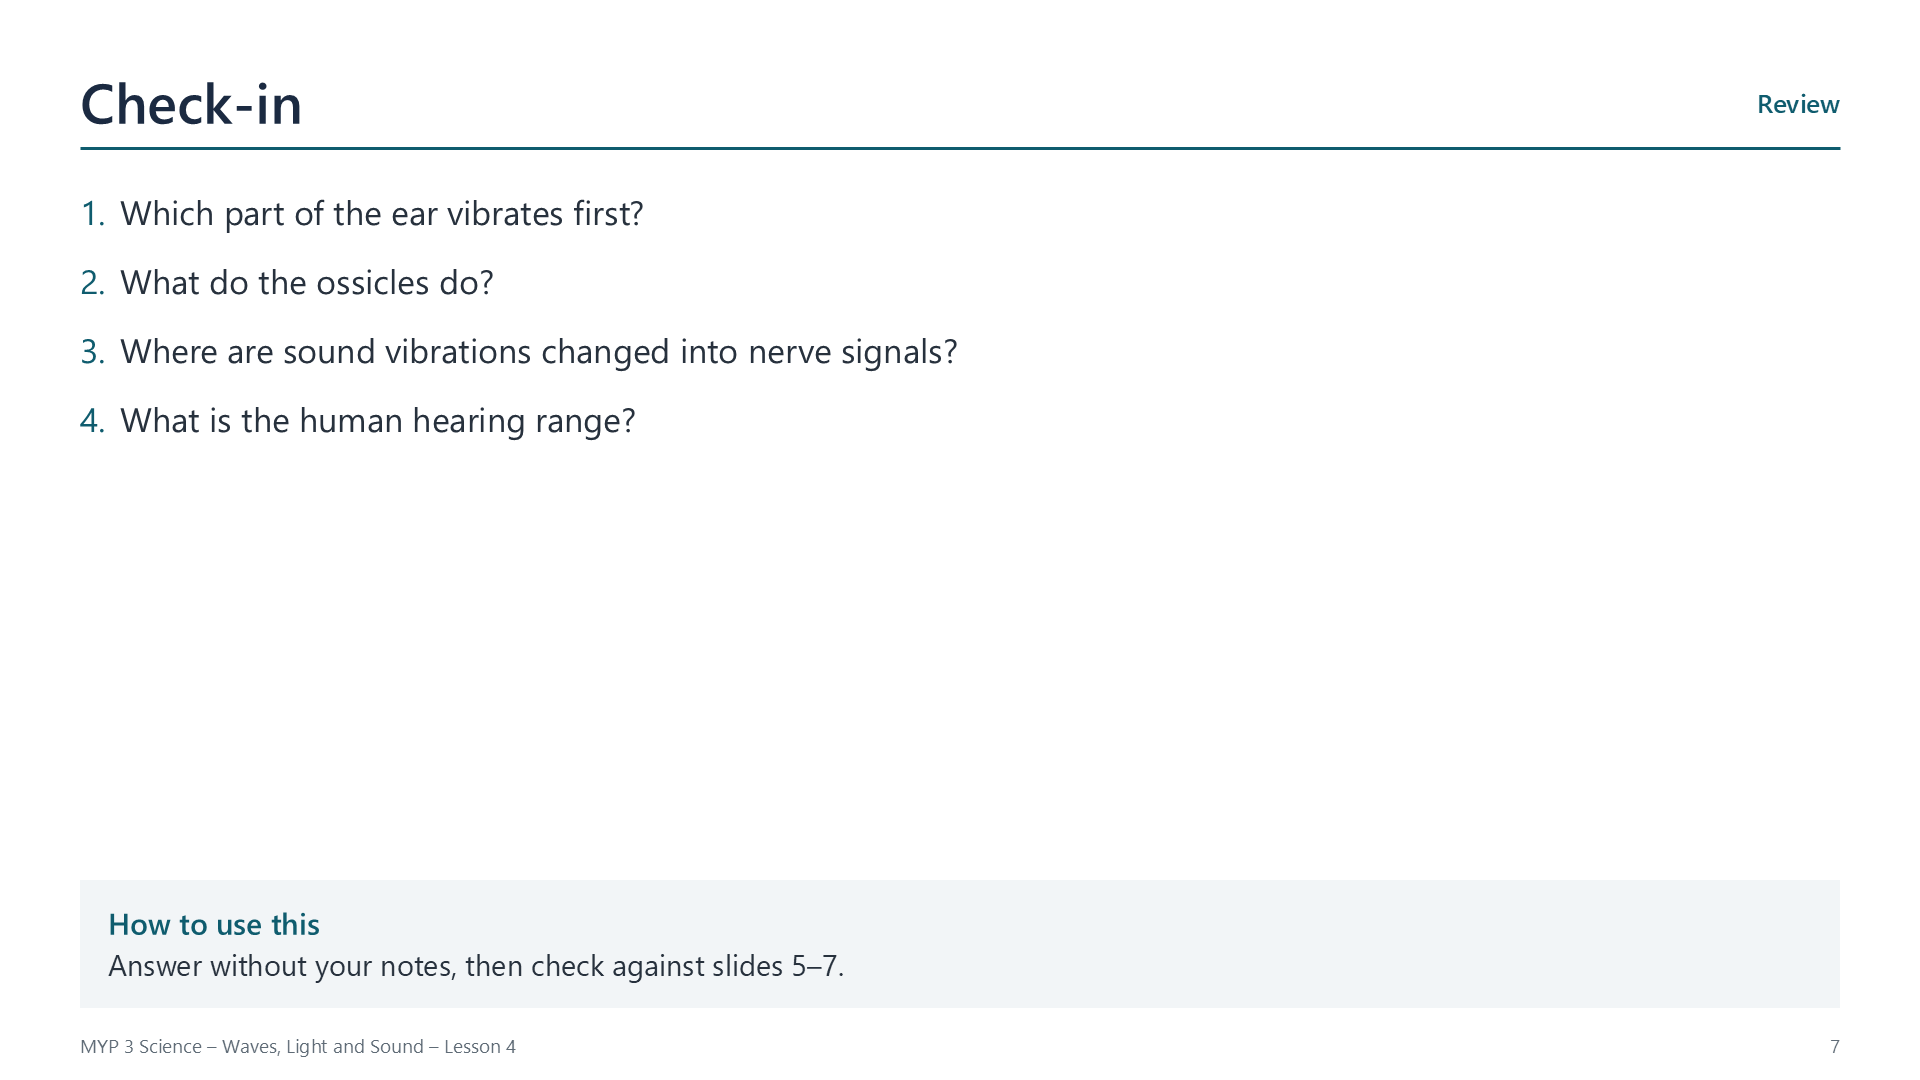 Check-in
Review
1. Which part of the ear vibrates first?
2. What do the ossicles do?
3. Where are sound vibrations changed into nerve signals?
4. What is the human hearing range?
How to use this
Answer without your notes, then check against slides 5–7.
MYP 3 Science – Waves, Light and Sound – Lesson 4
7